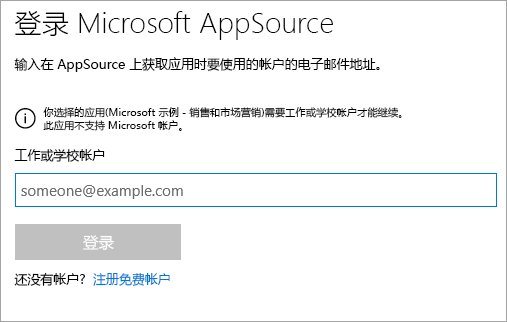 登录 Microsoft AppSource
输入在 AppSource 上获取应用时要使用的帐户的电子邮件地址。
你选择的应用(Microsoft 示例 - 销售和市场营销)需要工作或学校帐户才能继续。
此应用不支持 Microsoft 帐户。
工作或学校帐户
someone@example.com
登录
还没有帐户? 注册免费帐户